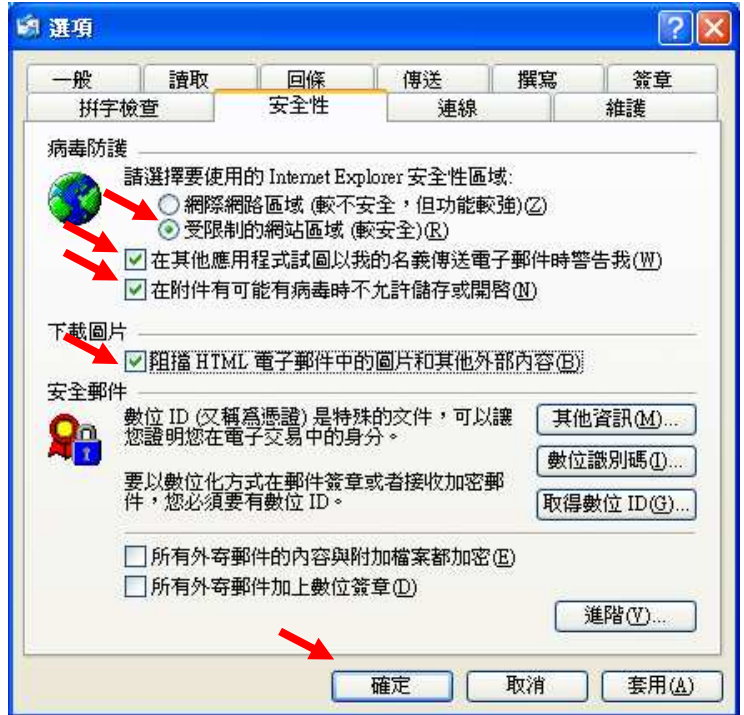 選項
一般 讀取 回條 傳送 撰寫 簽章
拼字檢查 安全性 連線 維護
病毒防護
請選擇要使用的 Internet Explorer 安全性區域:
網際網路區域 (較不安全，但功能較強)(Z)
受限制的網站區域 (較安全)(R)
在其他應用程式試圖以我的名義傳送電子郵件時警告我(W)
在附件有可能有病毒時不允許儲存或開啟(N)
下載圖片
阻擋 HTML 電子郵件中的圖片和其他外部內容(B)
安全郵件
數位 ID (又稱為憑證) 是特殊的文件，可以讓
您證明您在電子交易中的身分。
其他資訊(M)...
數位識別碼(I)...
要以數位化方式在郵件簽章或者接收加密郵
件，您必須要有數位 ID。
取得數位 ID(G)...
所有外寄郵件的內容與附加檔案都加密(E)
所有外寄郵件加上數位簽章(D)
進階(V)...
確定 取消 套用(A)